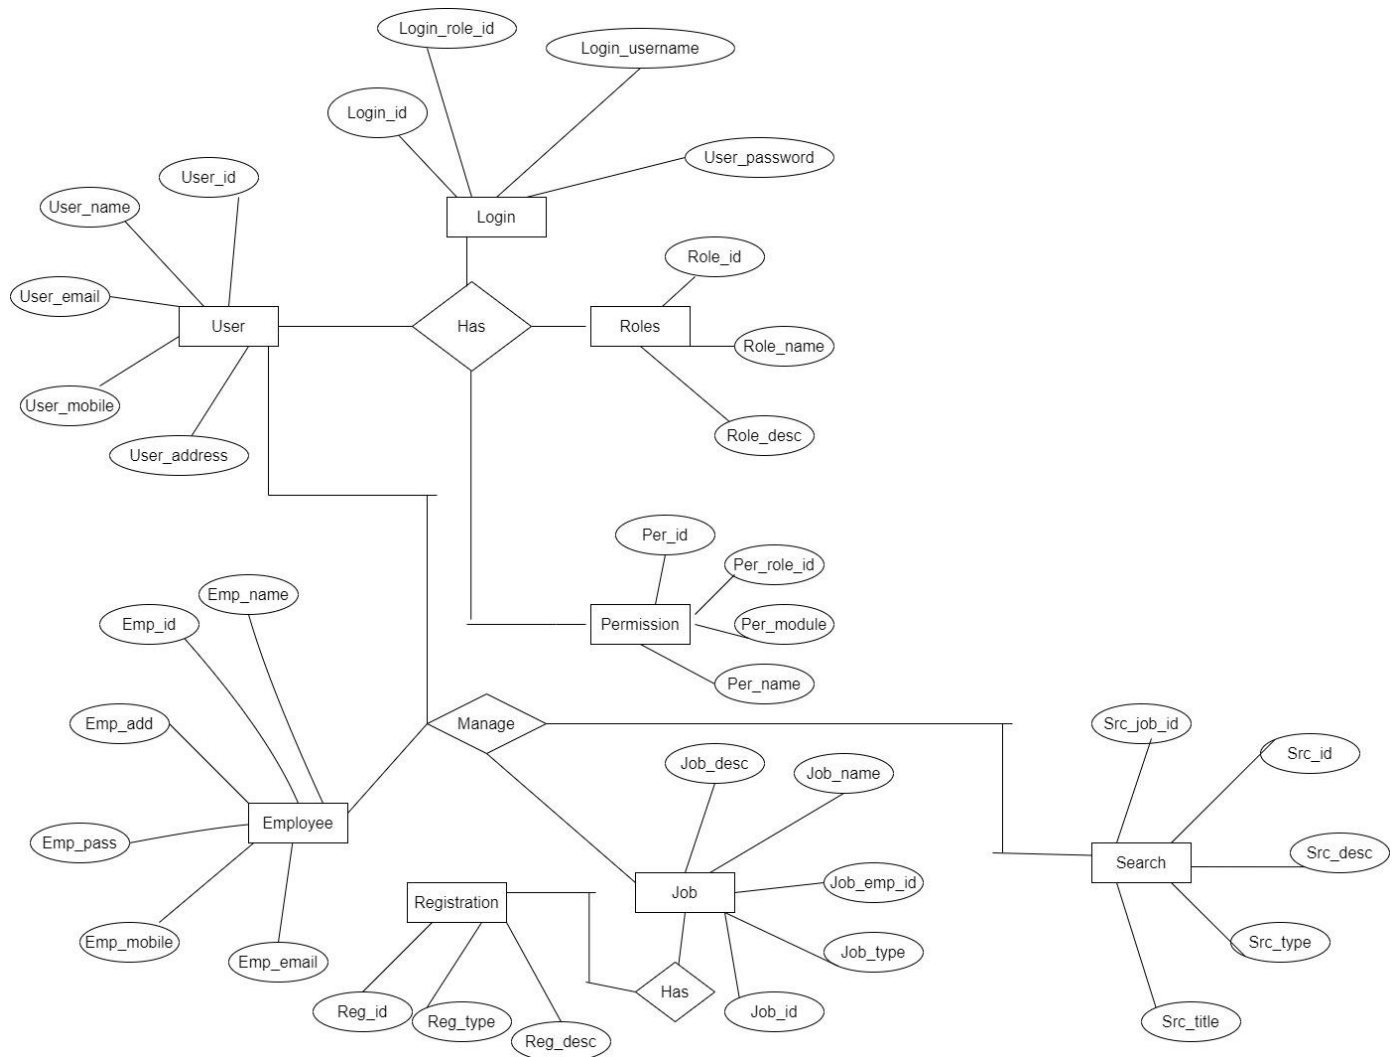 Login_role_id
Login_username
Login_id
User_password
User_id
User_name
Login
Role_id
User_email
User
Has
Roles
Role_name
User_mobile
Role_desc
User_address
Per_id
Per_role_id
Emp_name
Emp_id
Permission
Per_module
Per_name
Emp_add
Manage
Src_job_id
Job_desc
Job_name
Src_id
Employee
Emp_pass
Src_desc
Search
Job_emp_id
Job
Registration
Emp_mobile
Src_type
Job_type
Emp_email
Has
Reg_id
Job_id
Reg_type
Src_title
Reg_desc